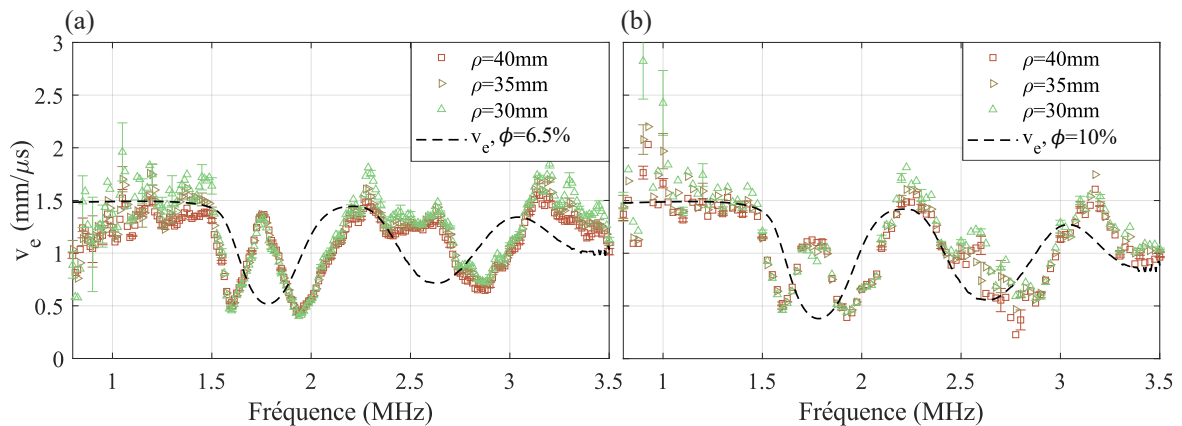 (a)
(b)
3
2.5
2
1.5
1
0.5
0
v_e (mm/μs)
ρ=40mm
ρ=35mm
ρ=30mm
v_e, ϕ=6.5%
ρ=40mm
ρ=35mm
ρ=30mm
v_e, ϕ=10%
1 1.5 2 2.5 3 3.5
1 1.5 2 2.5 3 3.5
Fréquence (MHz)
Fréquence (MHz)